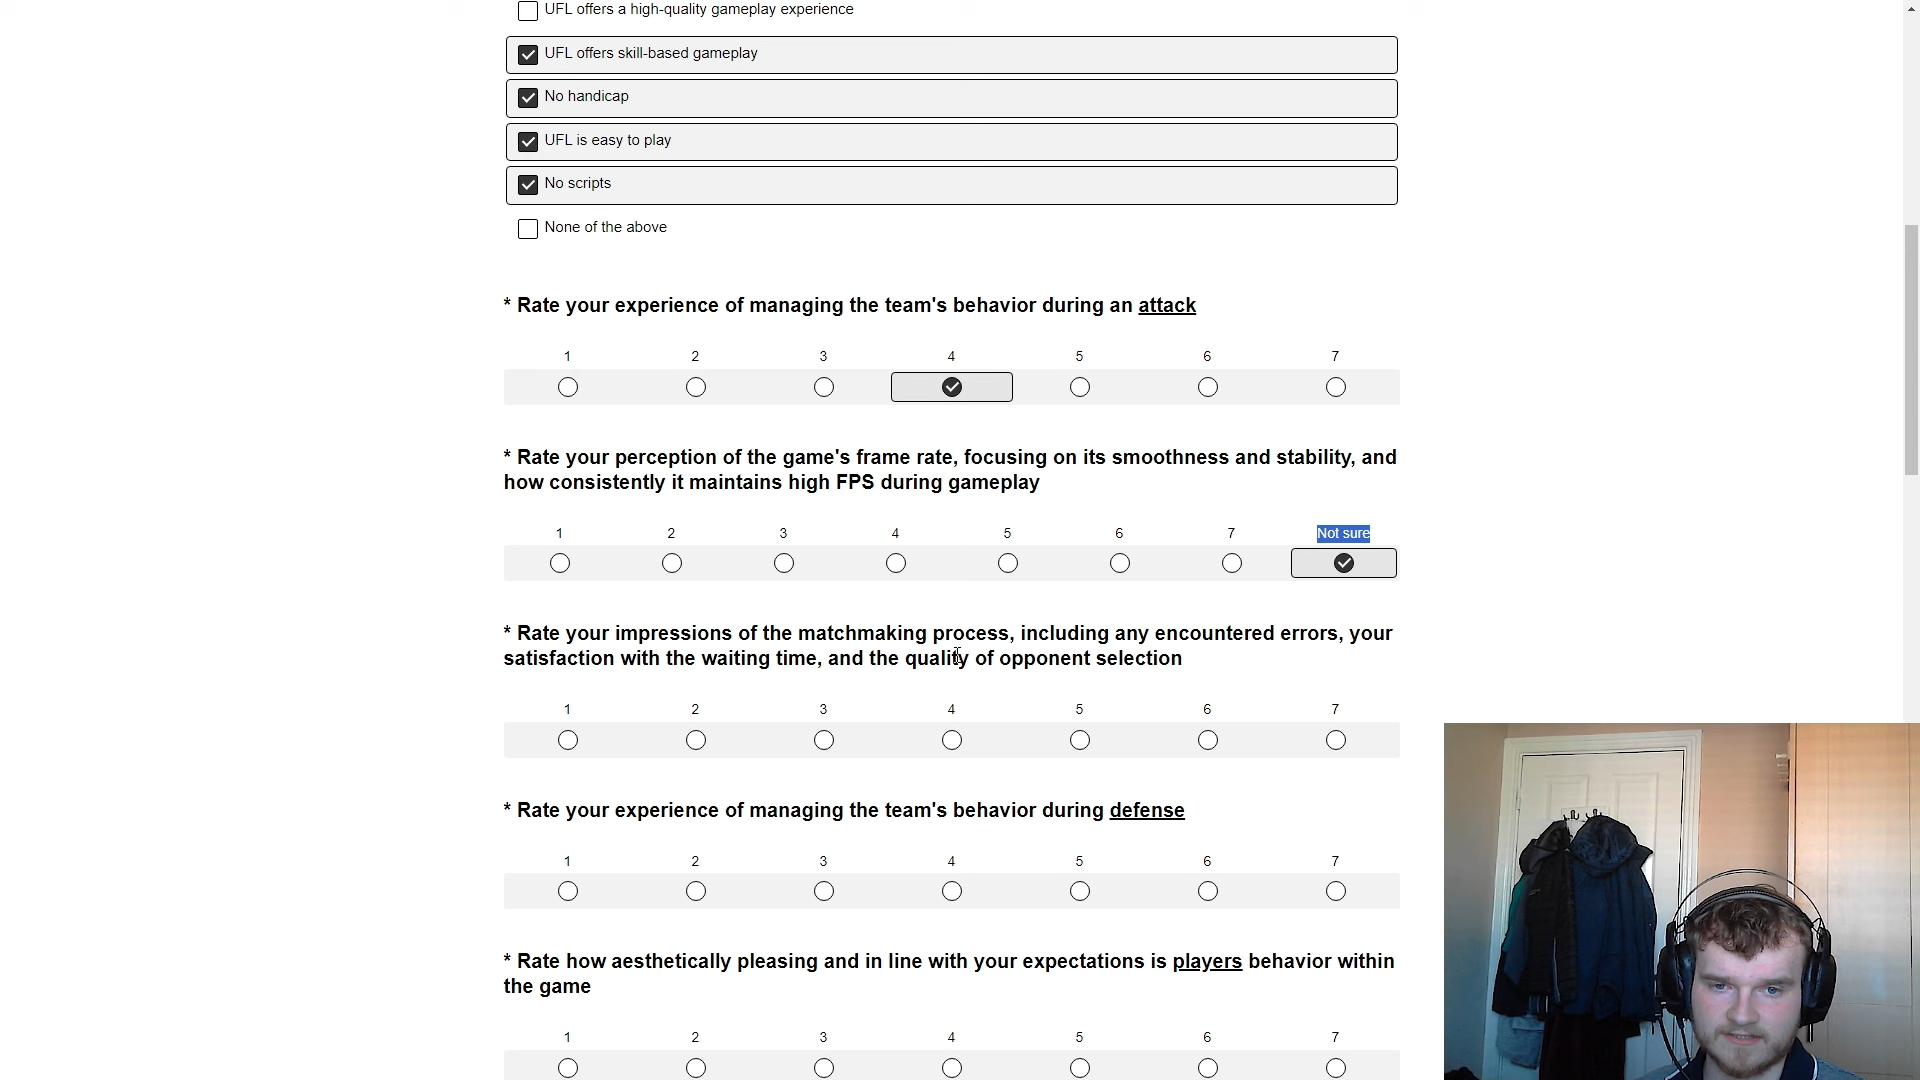 UFL offers a high-quality gameplay experience
UFL offers skill-based gameplay
No handicap
UFL is easy to play
No scripts
None of the above
* Rate your experience of managing the team's behavior during an attack
1 2 3 4 5 6 7
* Rate your perception of the game's frame rate, focusing on its smoothness and stability, and
how consistently it maintains high FPS during gameplay
1 2 3 4 5 6 7 Not sure
* Rate your impressions of the matchmaking process, including any encountered errors, your
satisfaction with the waiting time, and the quality of opponent selection
1 2 3 4 5 6 7
* Rate your experience of managing the team's behavior during defense
1 2 3 4 5 6 7
* Rate how aesthetically pleasing and in line with your expectations is players behavior within
the game
1 2 3 4 5 6 7